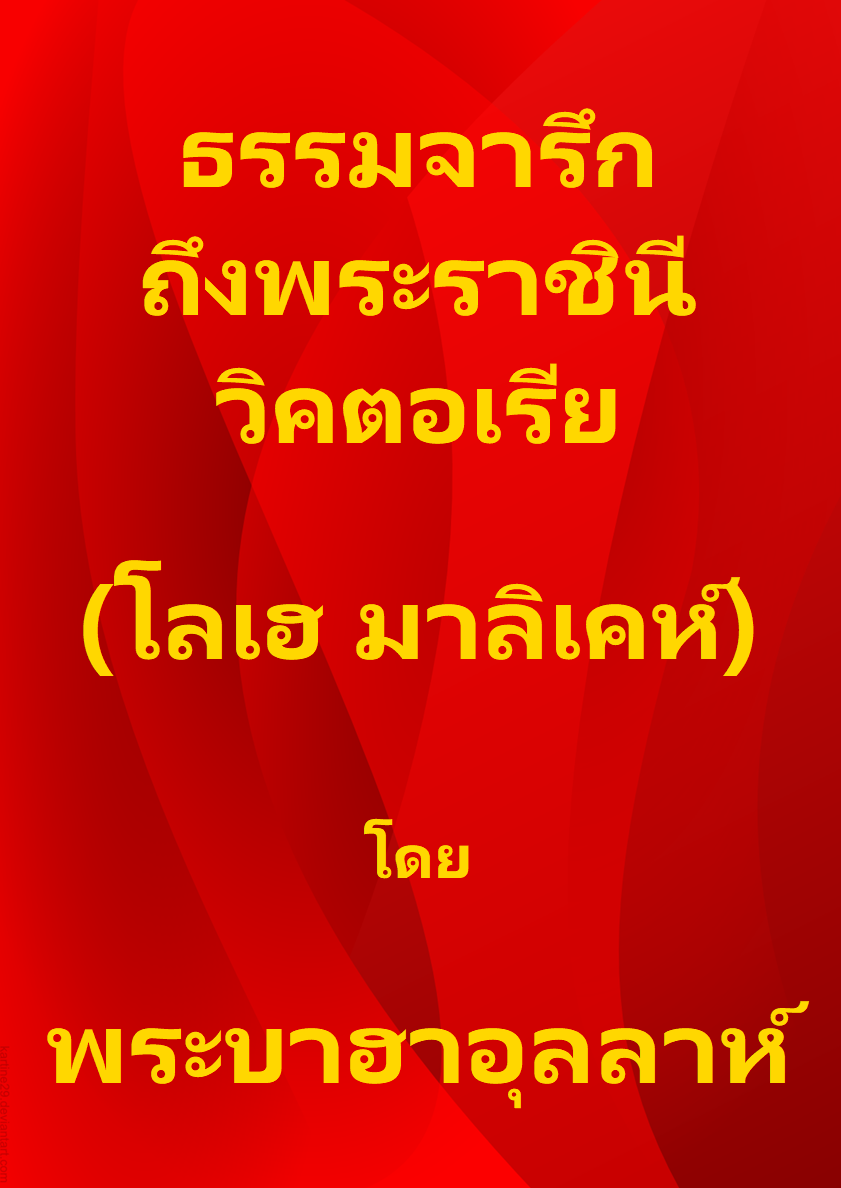 ธรรมจารึก
ถึงพระราชินี
วิคตอเรีย
(โลเฮ มาลิเคห์)
โดย
พระบาฮาอุลลาห์